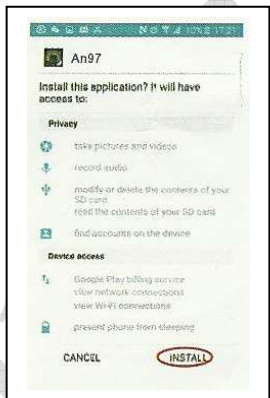 17:21
An97
Install this application? It will have
access to:
Privacy
take pictures and videos
record audio
modify or delete the contents of your
SD card
read the contents of your SD card
find accounts on the device
Device access
Google Play billing service
view network connections
view Wi-Fi connections
prevent phone from sleeping
CANCEL INSTALL